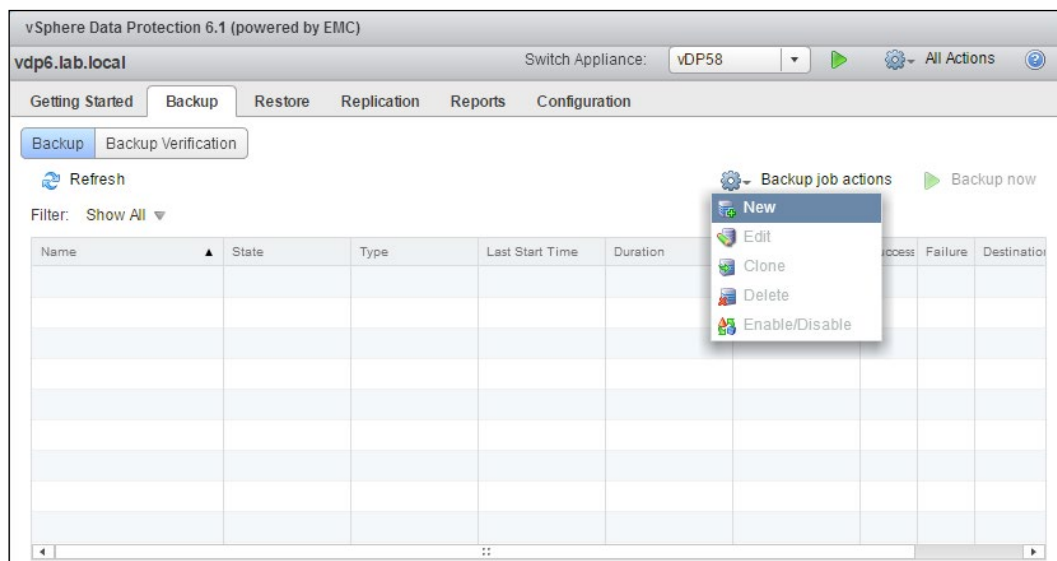 vSphere Data Protection 6.1 (powered by EMC)
vdp6.lab.local Switch Appliance: vDP58 All Actions
Getting Started Backup Restore Replication Reports Configuration
Backup Backup Verification
Refresh Backup job actions Backup now
Filter: Show All
New
Edit
Clone
Delete
Enable/Disable
Name State Type Last Start Time Duration uccess Failure Destination